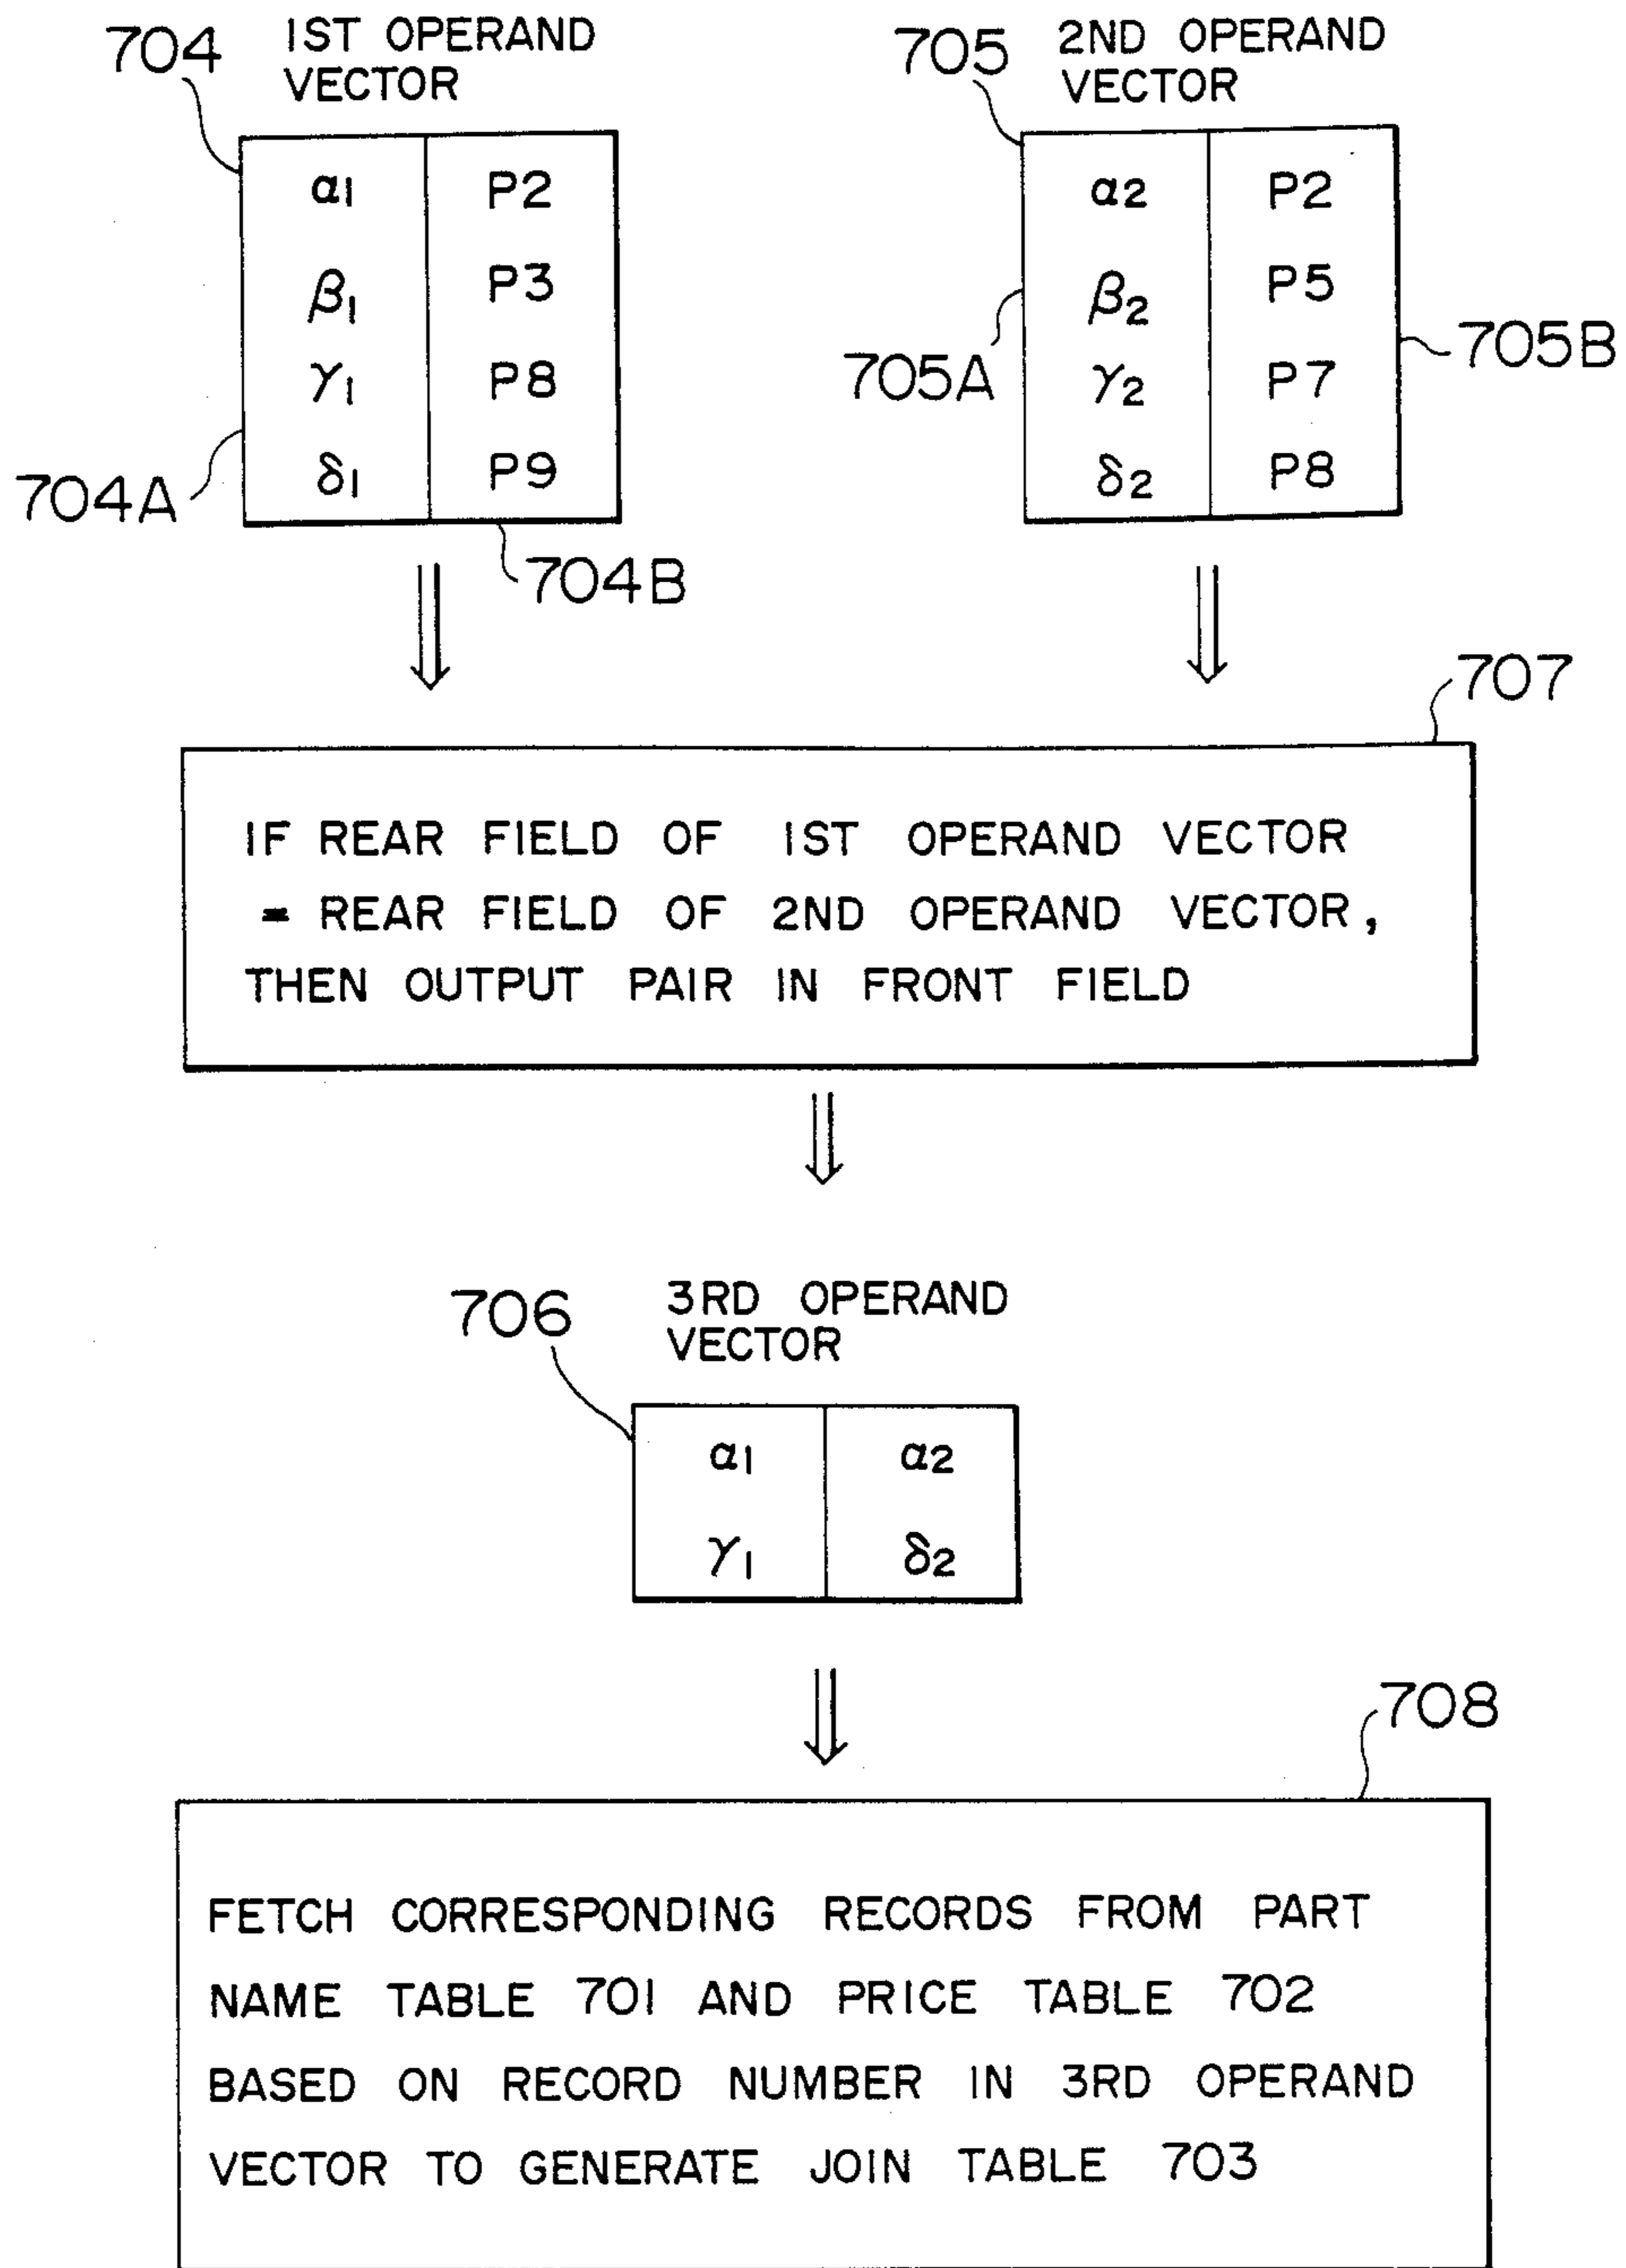 704
1ST OPERAND
VECTOR
705
2ND OPERAND
VECTOR
α1 P2
β1 P3
γ1 P8
δ1 P9
704A
704B
α2 P2
β2 P5
γ2 P7
δ2 P8
705A
705B
707
IF REAR FIELD OF 1ST OPERAND VECTOR
= REAR FIELD OF 2ND OPERAND VECTOR,
THEN OUTPUT PAIR IN FRONT FIELD
706
3RD OPERAND
VECTOR
α1 α2
γ1 δ2
708
FETCH CORRESPONDING RECORDS FROM PART
NAME TABLE 701 AND PRICE TABLE 702
BASED ON RECORD NUMBER IN 3RD OPERAND
VECTOR TO GENERATE JOIN TABLE 703